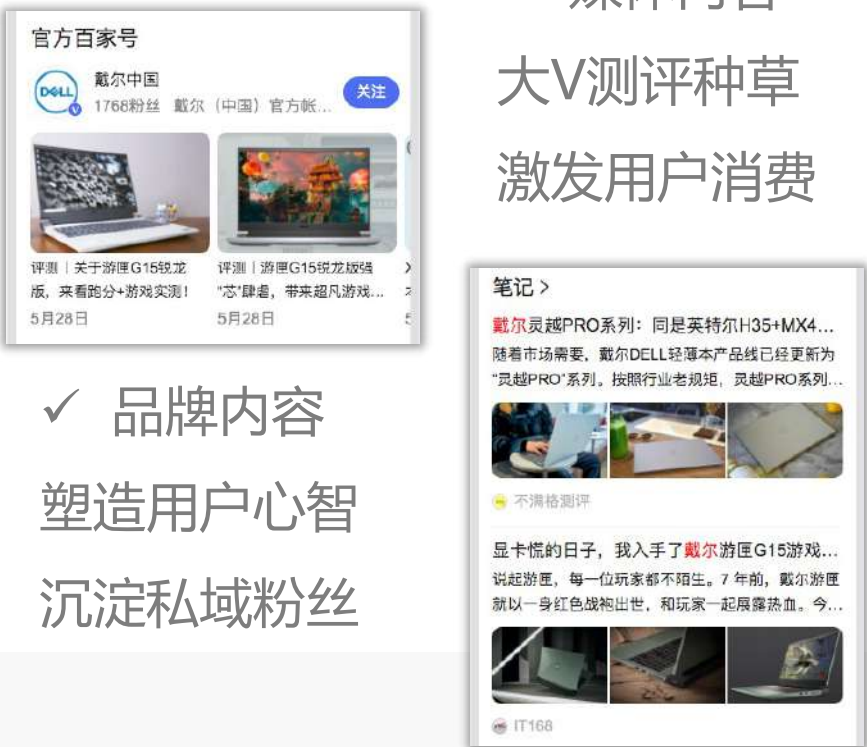 官方百家号
戴尔中国
1768粉丝 戴尔（中国）官方帐...
关注
评测｜关于游匣G15锐龙
版，来看跑分+游戏实测！
5月28日
评测｜游匣G15锐龙版强
“芯”肆虐，带来超凡游戏...
5月28日
✓ 品牌内容
塑造用户心智
沉淀私域粉丝
媒体内容
大V测评种草
激发用户消费
笔记 >
戴尔灵越PRO系列：同是英特尔H35+MX4...
随着市场需要，戴尔DELL轻薄本产品线已经更新为
“灵越PRO”系列。按照行业老规矩，灵越PRO系列...
不满格测评
显卡慌的日子，我入手了戴尔游匣G15游戏...
说起游匣，每一位玩家都不陌生。7 年前，戴尔游匣
就以一身红色战袍出世，和玩家一起展露热血。今...
IT168